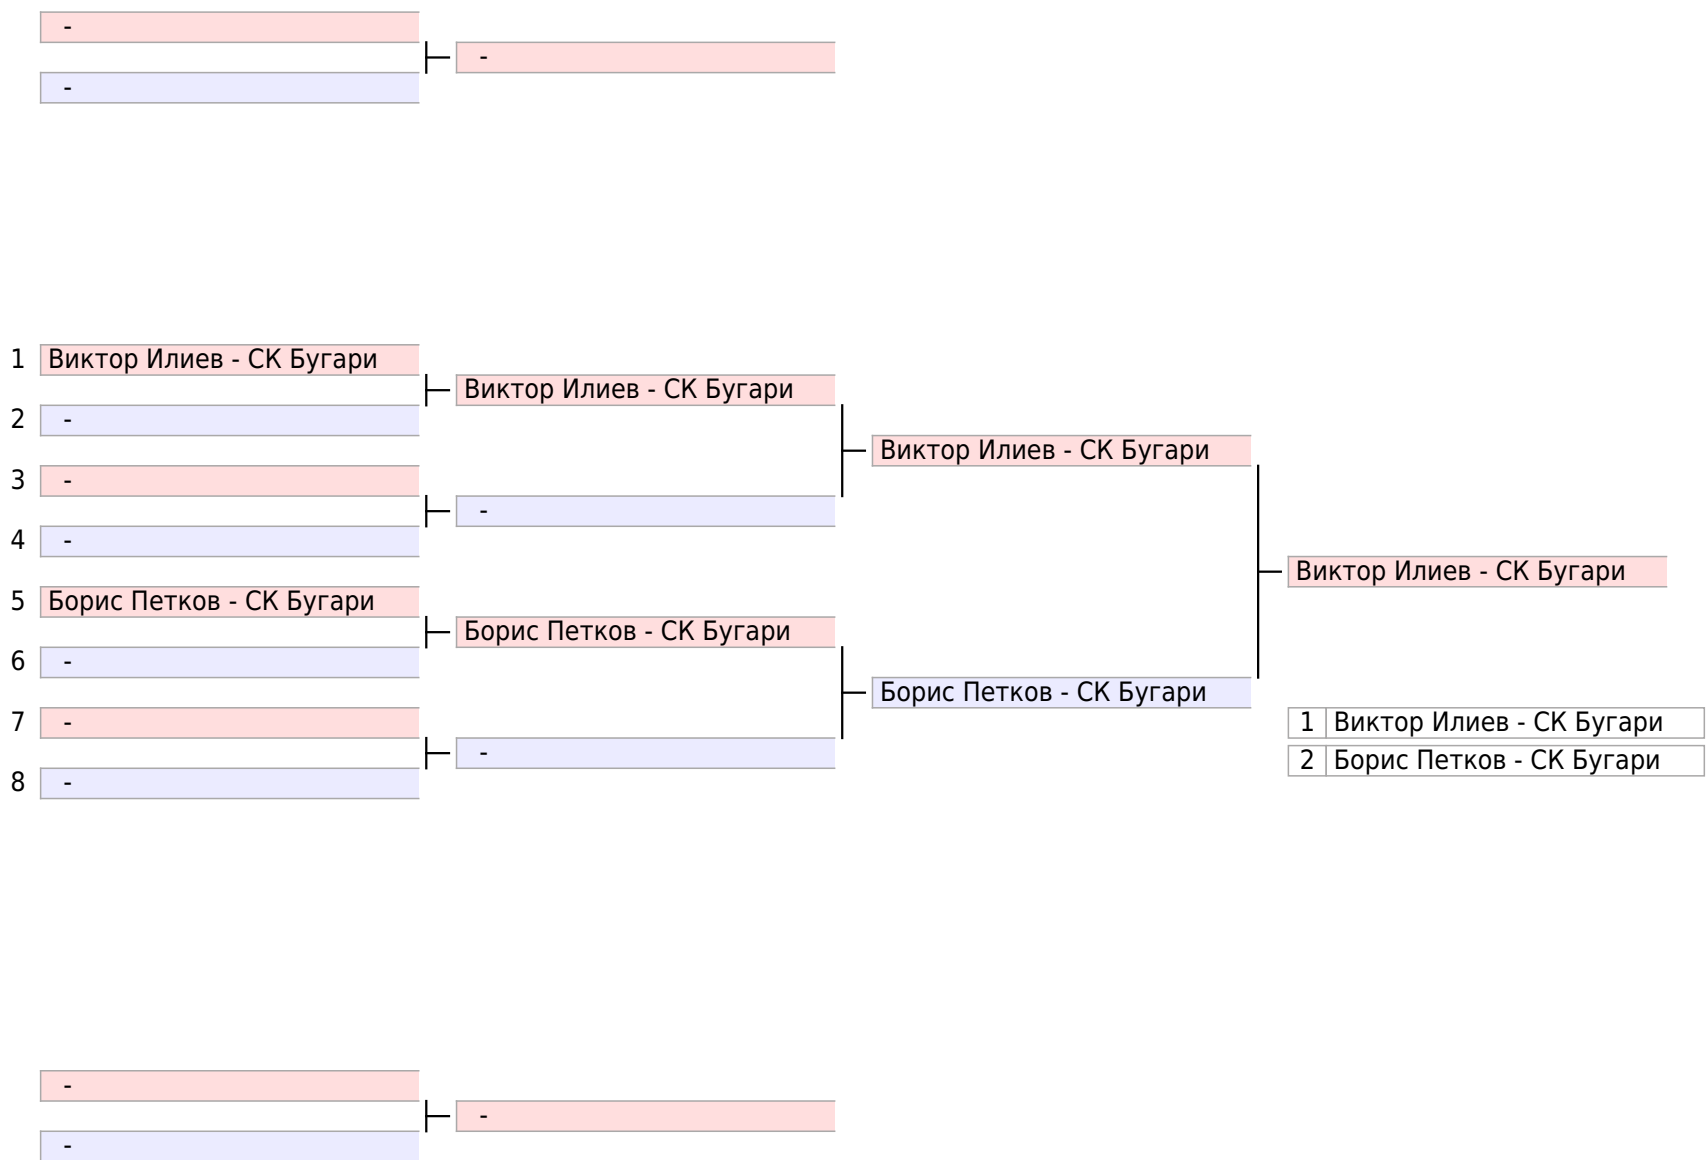 -
-
-
1 Виктор Илиев - СК Бугари
Виктор Илиев - СК Бугари
2 -
Виктор Илиев - СК Бугари
3 -
-
4 -
Виктор Илиев - СК Бугари
5 Борис Петков - СК Бугари
Борис Петков - СК Бугари
6 -
Борис Петков - СК Бугари
7 -
1 Виктор Илиев - СК Бугари
-
2 Борис Петков - СК Бугари
8 -
-
-
-